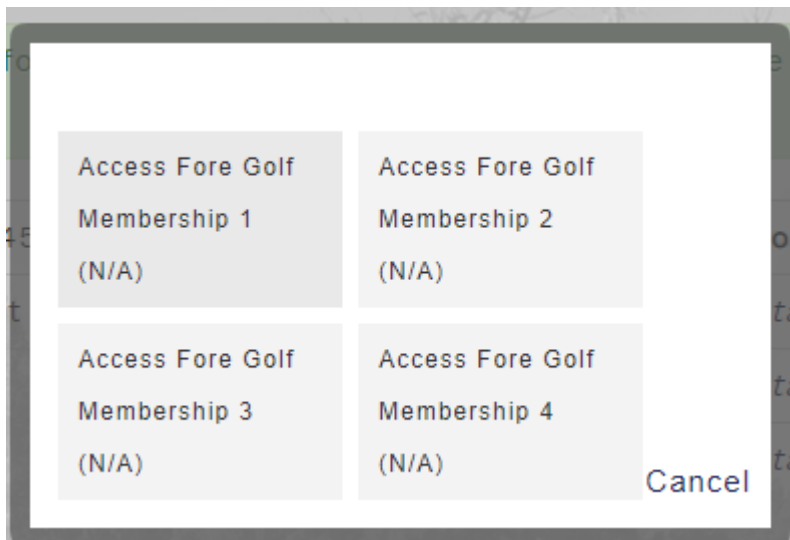 Access Fore Golf
Membership 1
(N/A)
Access Fore Golf
Membership 2
(N/A)
Access Fore Golf
Membership 3
(N/A)
Access Fore Golf
Membership 4
(N/A)
Cancel